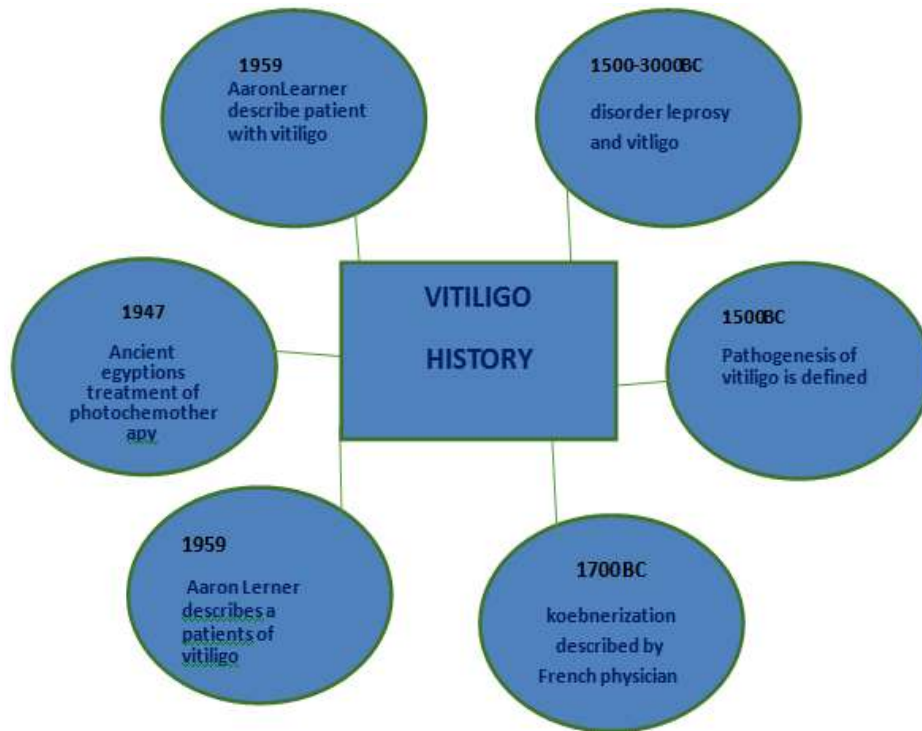 1959
AaronLearner
describe patient
with vitiligo
1500-3000BC
disorder leprosy
and vitligo
VITILIGO
HISTORY
1947
Ancient
egyptions
treatment of
photochemother
apy
1500BC
Pathogenesis of
vitiligo is defined
1959
Aaron Lerner
describes a
patients of
vitiligo
1700BC
koebnerization
described by
French physician